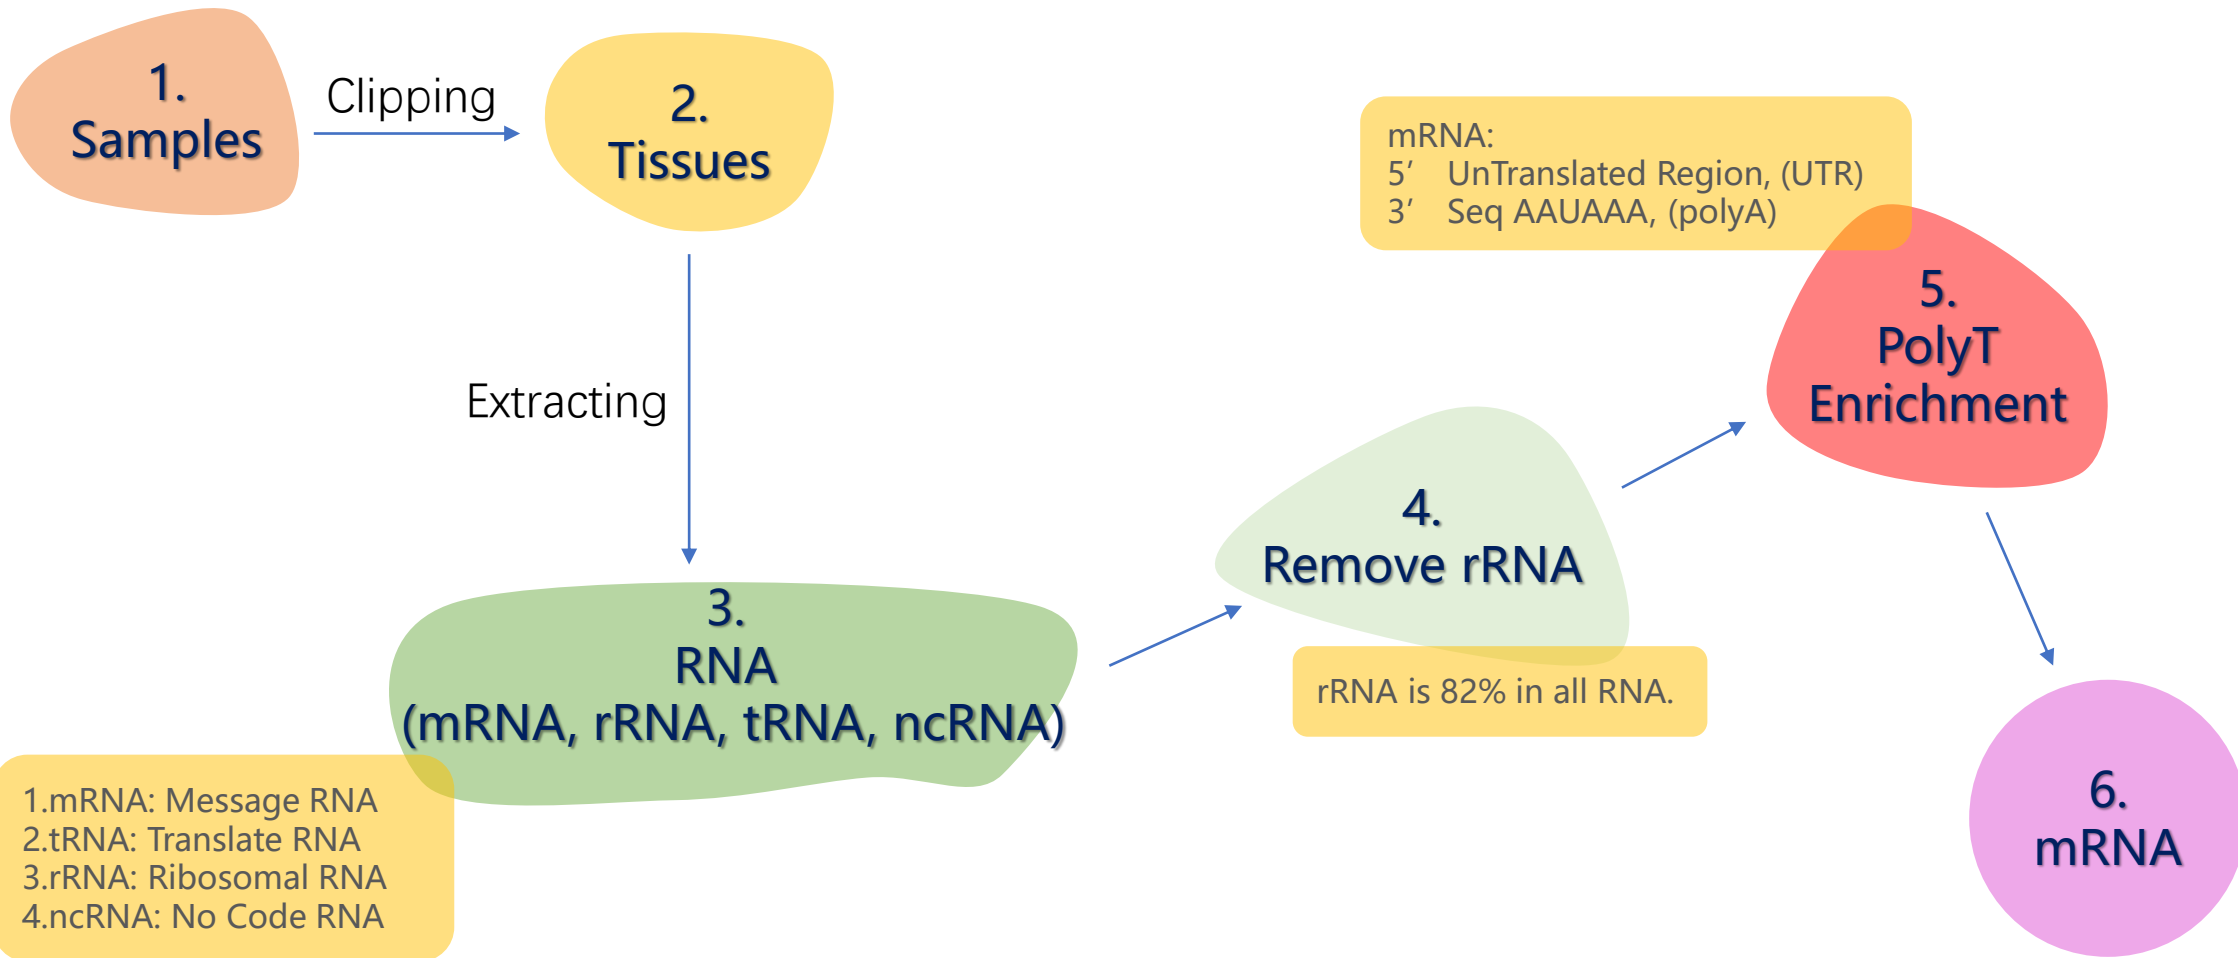 1.
Samples
Clipping
2.
Tissues
Extracting
3.
RNA
(mRNA, rRNA, tRNA, ncRNA)
1.mRNA: Message RNA
2.tRNA: Translate RNA
3.rRNA: Ribosomal RNA
4.ncRNA: No Code RNA
4.
Remove rRNA
rRNA is 82% in all RNA.
mRNA:
5′ UnTranslated Region, (UTR)
3′ Seq AAUAAA, (polyA)
5.
PolyT
Enrichment
6.
mRNA